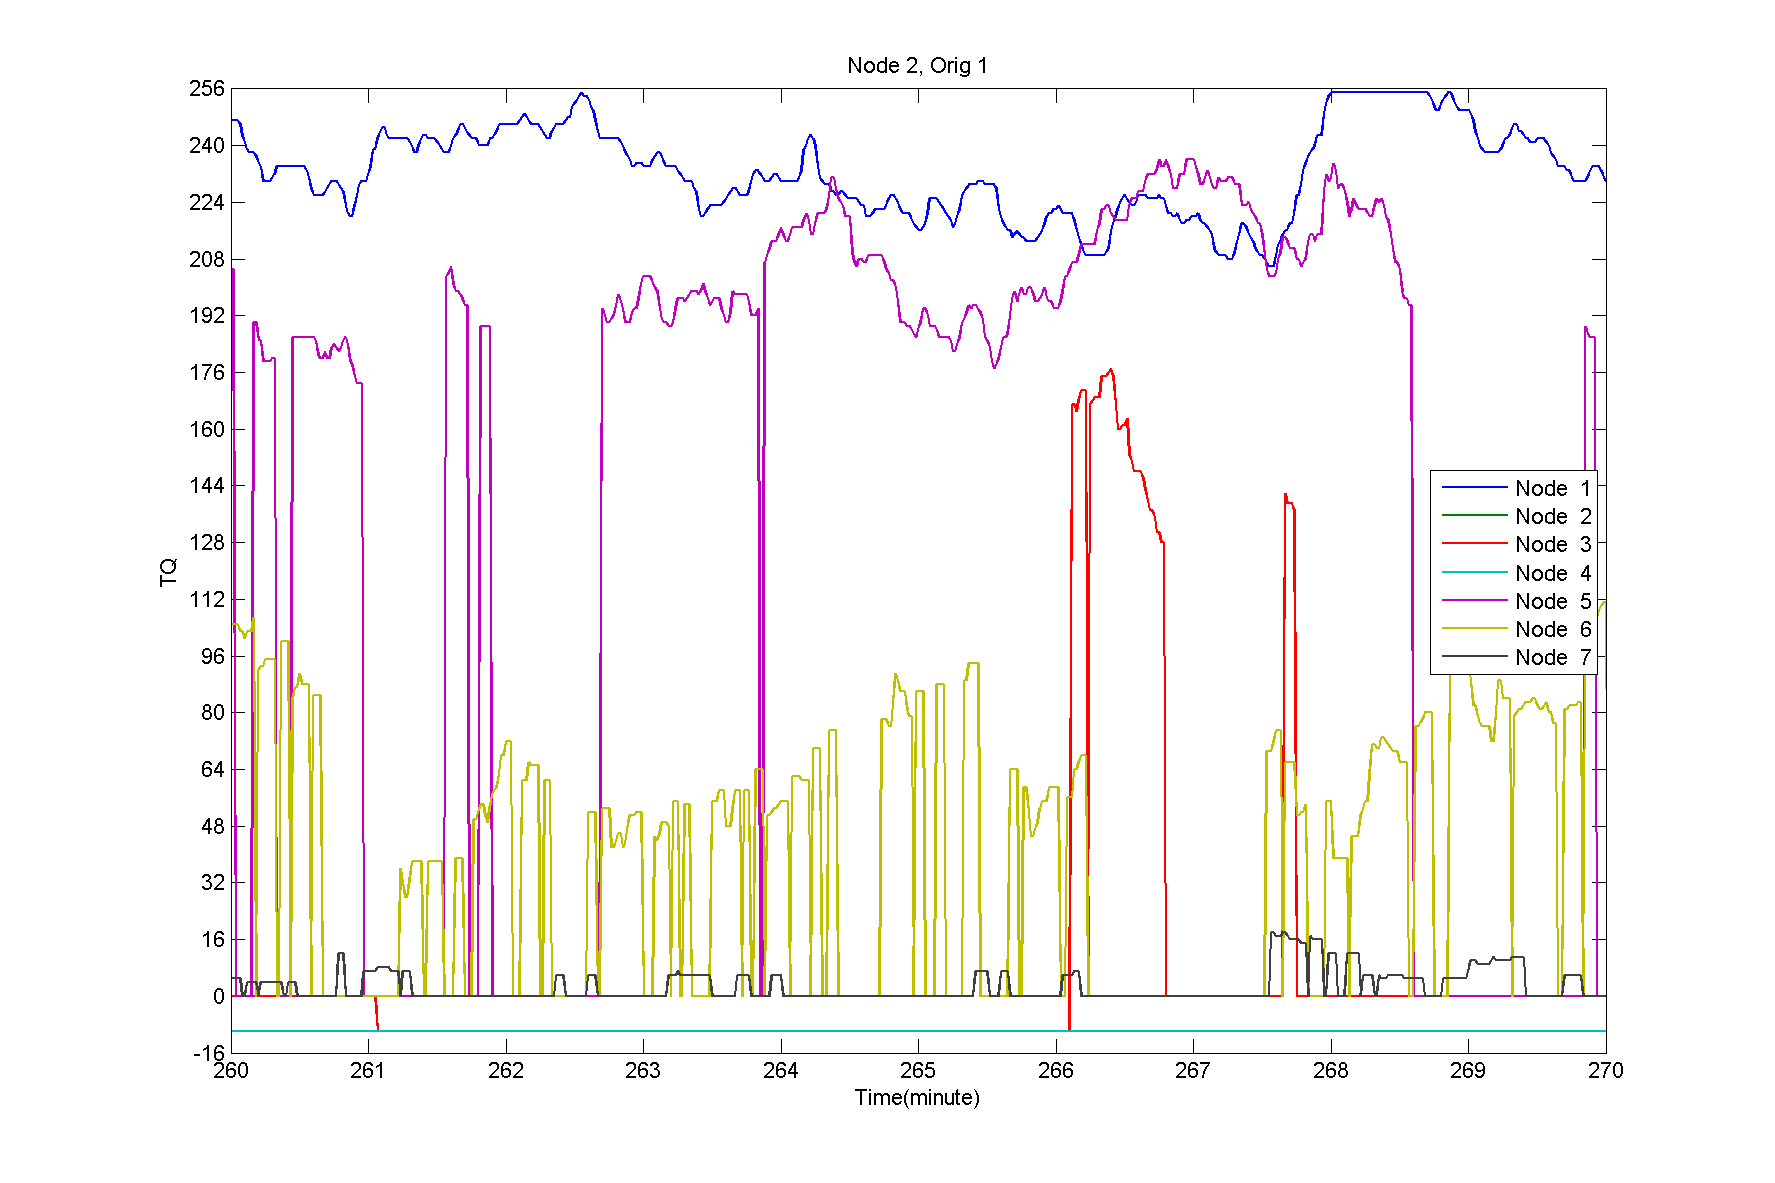 Node 2, Orig 1
256
240
224
208
192
176
160
144
128
112
96
80
64
48
32
16
0
-16
TQ
Node 1
Node 2
Node 3
Node 4
Node 5
Node 6
Node 7
260 261 262 263 264 265 266 267 268 269 270
Time(minute)